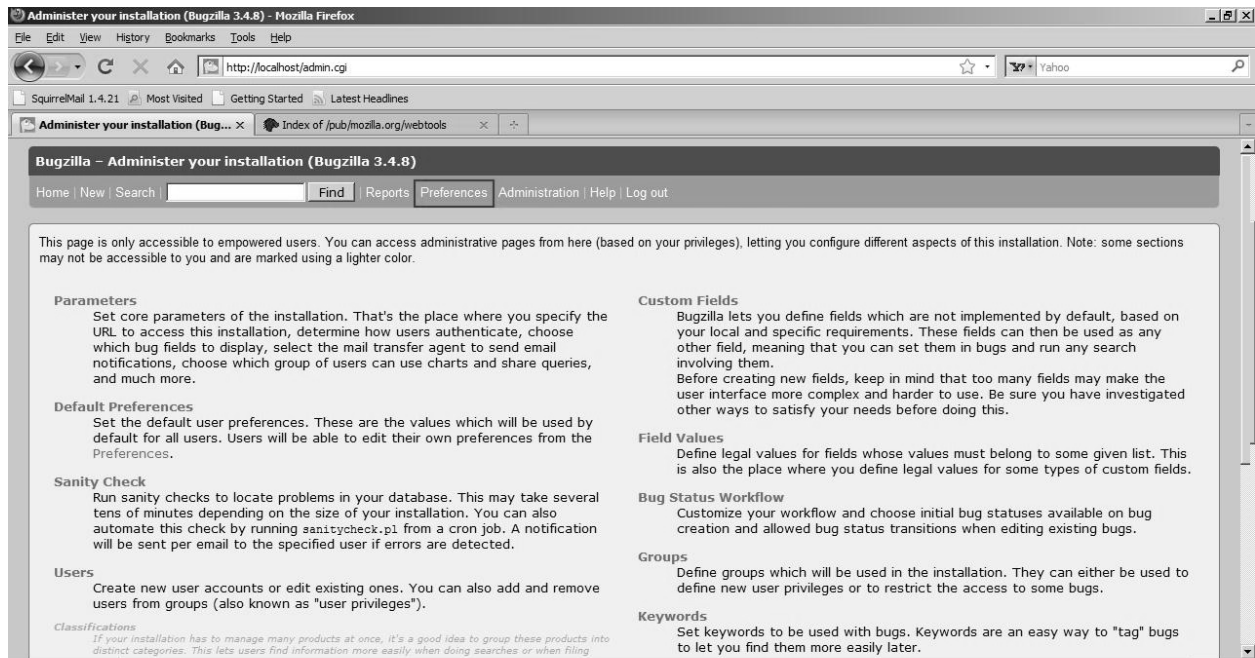 Administer your installation (Bugzilla 3.4.8) - Mozilla Firefox
File Edit View History Bookmarks Tools Help
http://localhost/admin.cgi
Yahoo
SquirrelMail 1.4.21 Most Visited Getting Started Latest Headlines
Administer your installation (Bug... Index of /pub/mozilla.org/webtools
Bugzilla – Administer your installation (Bugzilla 3.4.8)
Home | New | Search | Find | Reports Preferences Administration | Help | Log out
This page is only accessible to empowered users. You can access administrative pages from here (based on your privileges), letting you configure different aspects of this installation. Note: some sections
may not be accessible to you and are marked using a lighter color.
Parameters
Set core parameters of the installation. That's the place where you specify the
URL to access this installation, determine how users authenticate, choose
which bug fields to display, select the mail transfer agent to send email
notifications, choose which group of users can use charts and share queries,
and much more.
Default Preferences
Set the default user preferences. These are the values which will be used by
default for all users. Users will be able to edit their own preferences from the
Preferences.
Sanity Check
Run sanity checks to locate problems in your database. This may take several
tens of minutes depending on the size of your installation. You can also
automate this check by running sanitycheck.pl from a cron job. A notification
will be sent per email to the specified user if errors are detected.
Users
Create new user accounts or edit existing ones. You can also add and remove
users from groups (also known as "user privileges").
Classifications
If your installation has to manage many products at once, it's a good idea to group these products into
distinct categories. This lets users find information more easily when doing searches or when filing
Custom Fields
Bugzilla lets you define fields which are not implemented by default, based on
your local and specific requirements. These fields can then be used as any
other field, meaning that you can set them in bugs and run any search
involving them.
Before creating new fields, keep in mind that too many fields may make the
user interface more complex and harder to use. Be sure you have investigated
other ways to satisfy your needs before doing this.
Field Values
Define legal values for fields whose values must belong to some given list. This
is also the place where you define legal values for some types of custom fields.
Bug Status Workflow
Customize your workflow and choose initial bug statuses available on bug
creation and allowed bug status transitions when editing existing bugs.
Groups
Define groups which will be used in the installation. They can either be used to
define new user privileges or to restrict the access to some bugs.
Keywords
Set keywords to be used with bugs. Keywords are an easy way to "tag" bugs
to let you find them more easily later.